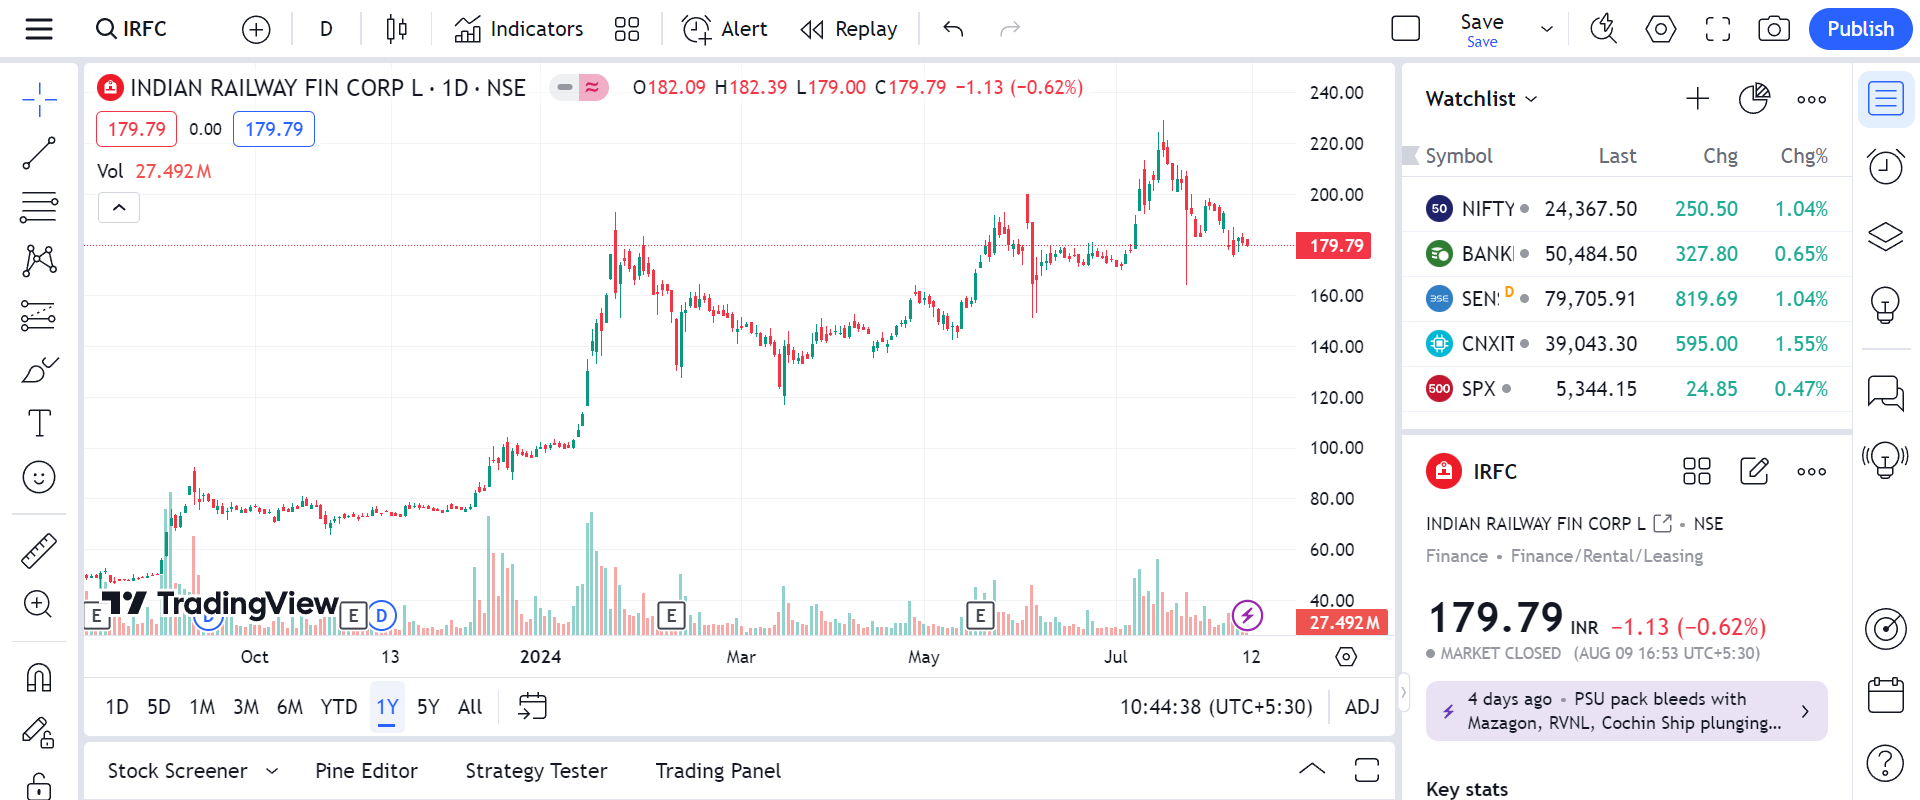 IRFC
D
Indicators
Alert
Replay
Save
Save
Publish
INDIAN RAILWAY FIN CORP L · 1D · NSE
O182.09 H182.39 L179.00 C179.79 −1.13 (−0.62%)
179.79 0.00 179.79
Vol 27.492M
240.00
220.00
200.00
179.79
160.00
140.00
120.00
100.00
80.00
60.00
40.00
27.492M
E
D
E
D
E
E
TradingView
Oct
13
2024
Mar
May
Jul
12
1D 5D 1M 3M 6M YTD 1Y 5Y All
10:44:38 (UTC+5:30)
ADJ
Stock Screener
Pine Editor
Strategy Tester
Trading Panel
Watchlist
Symbol Last Chg Chg%
50 NIFTY 24,367.50 250.50 1.04%
BANK 50,484.50 327.80 0.65%
BSE SEN D 79,705.91 819.69 1.04%
CNXIT 39,043.30 595.00 1.55%
500 SPX 5,344.15 24.85 0.47%
IRFC
INDIAN RAILWAY FIN CORP L • NSE
Finance • Finance/Rental/Leasing
179.79 INR −1.13 (−0.62%)
MARKET CLOSED (AUG 09 16:53 UTC+5:30)
4 days ago • PSU pack bleeds with
Mazagon, RVNL, Cochin Ship plunging...
Key stats